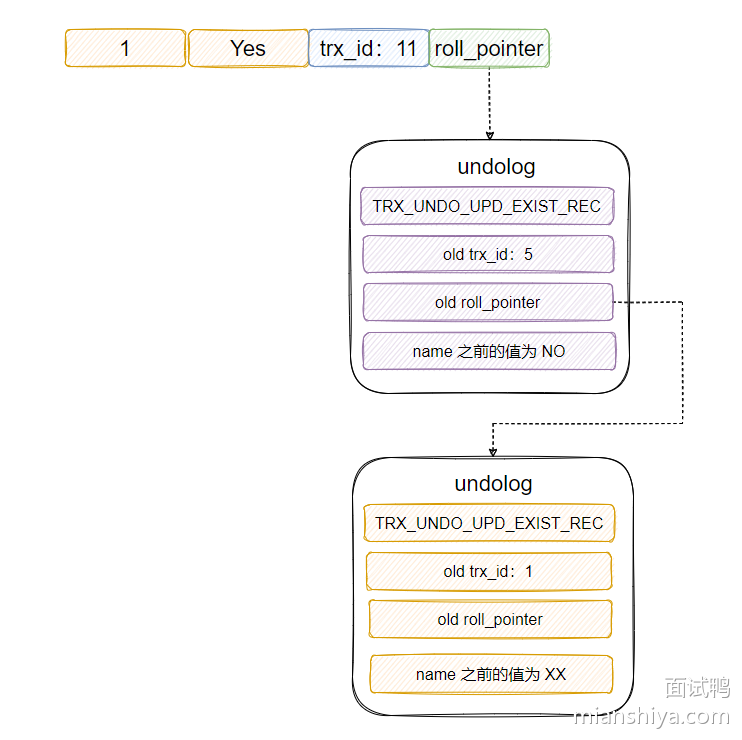 1 Yes trx_id：11 roll_pointer
undolog
TRX_UNDO_UPD_EXIST_REC
old trx_id：5
old roll_pointer
name 之前的值为 NO
undolog
TRX_UNDO_UPD_EXIST_REC
old trx_id：1
old roll_pointer
name 之前的值为 XX
面试鸭
mianshiya.com